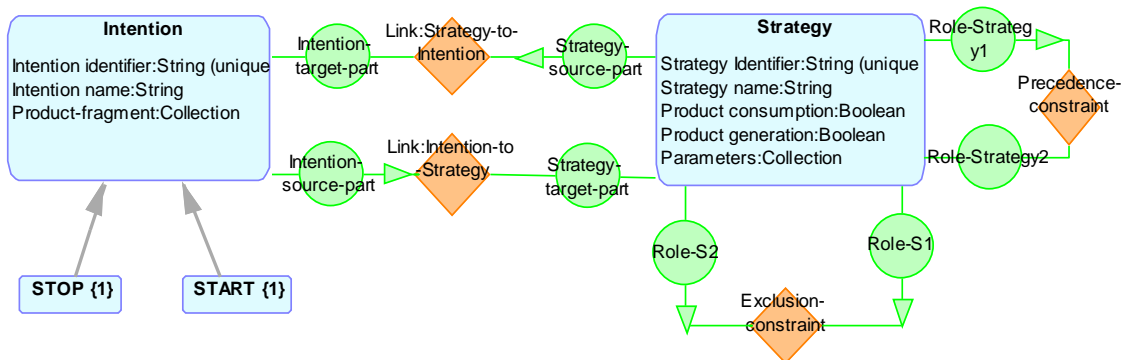 Intention
Intention identifier:String (unique
Intention name:String
Product-fragment:Collection
STOP {1}
START {1}
Intention-
target-part
Link:Strategy-to-
Intention
Strategy-
source-part
Intention-
source-part
Link:Intention-to
-Strategy
Strategy-
target-part
Strategy
Strategy Identifier:String (unique
Strategy name:String
Product consumption:Boolean
Product generation:Boolean
Parameters:Collection
Role-Strateg
y1
Precedence-
constraint
Role-Strategy2
Role-S2
Role-S1
Exclusion-
constraint